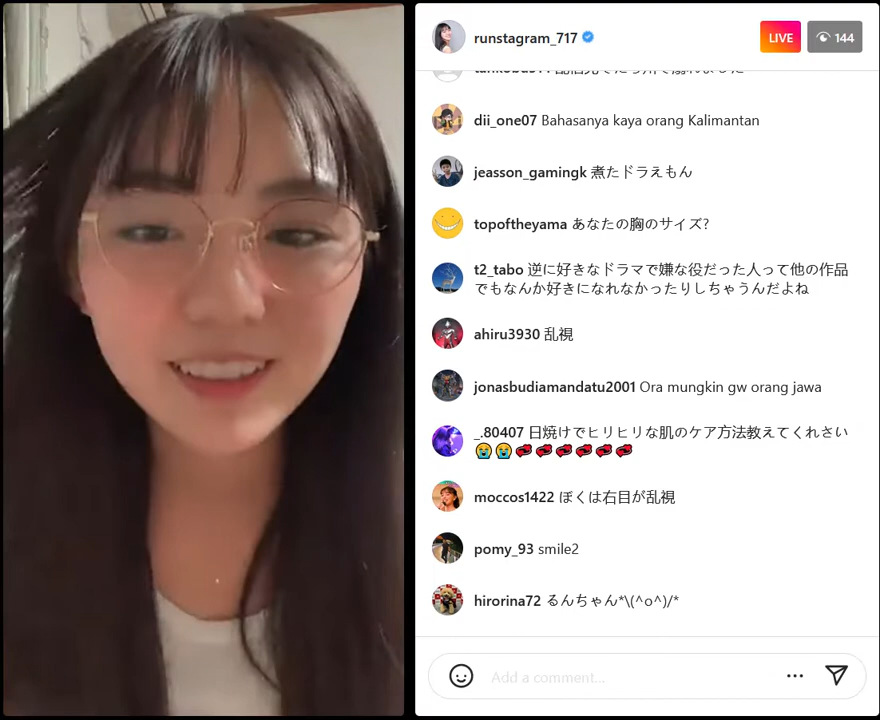 runstagram_717
LIVE
144
dii_one07 Bahasanya kaya orang Kalimantan
jeasson_gamingk 煮たドラえもん
topoftheyama あなたの胸のサイズ?
t2_tabo 逆に好きなドラマで嫌な役だった人って他の作品
でもなんか好きになれなかったりしちゃうんだよね
ahiru3930 乱視
jonasbudiamandatu2001 Ora mungkin gw orang jawa
_.80407 日焼けでヒリヒリな肌のケア方法教えてくれさい
😭😭💞💞💞💞💞💞
moccos1422 ぼくは右目が乱視
pomy_93 smile2
hirorina72 るんちゃん*\(^o^)/*
Add a comment...